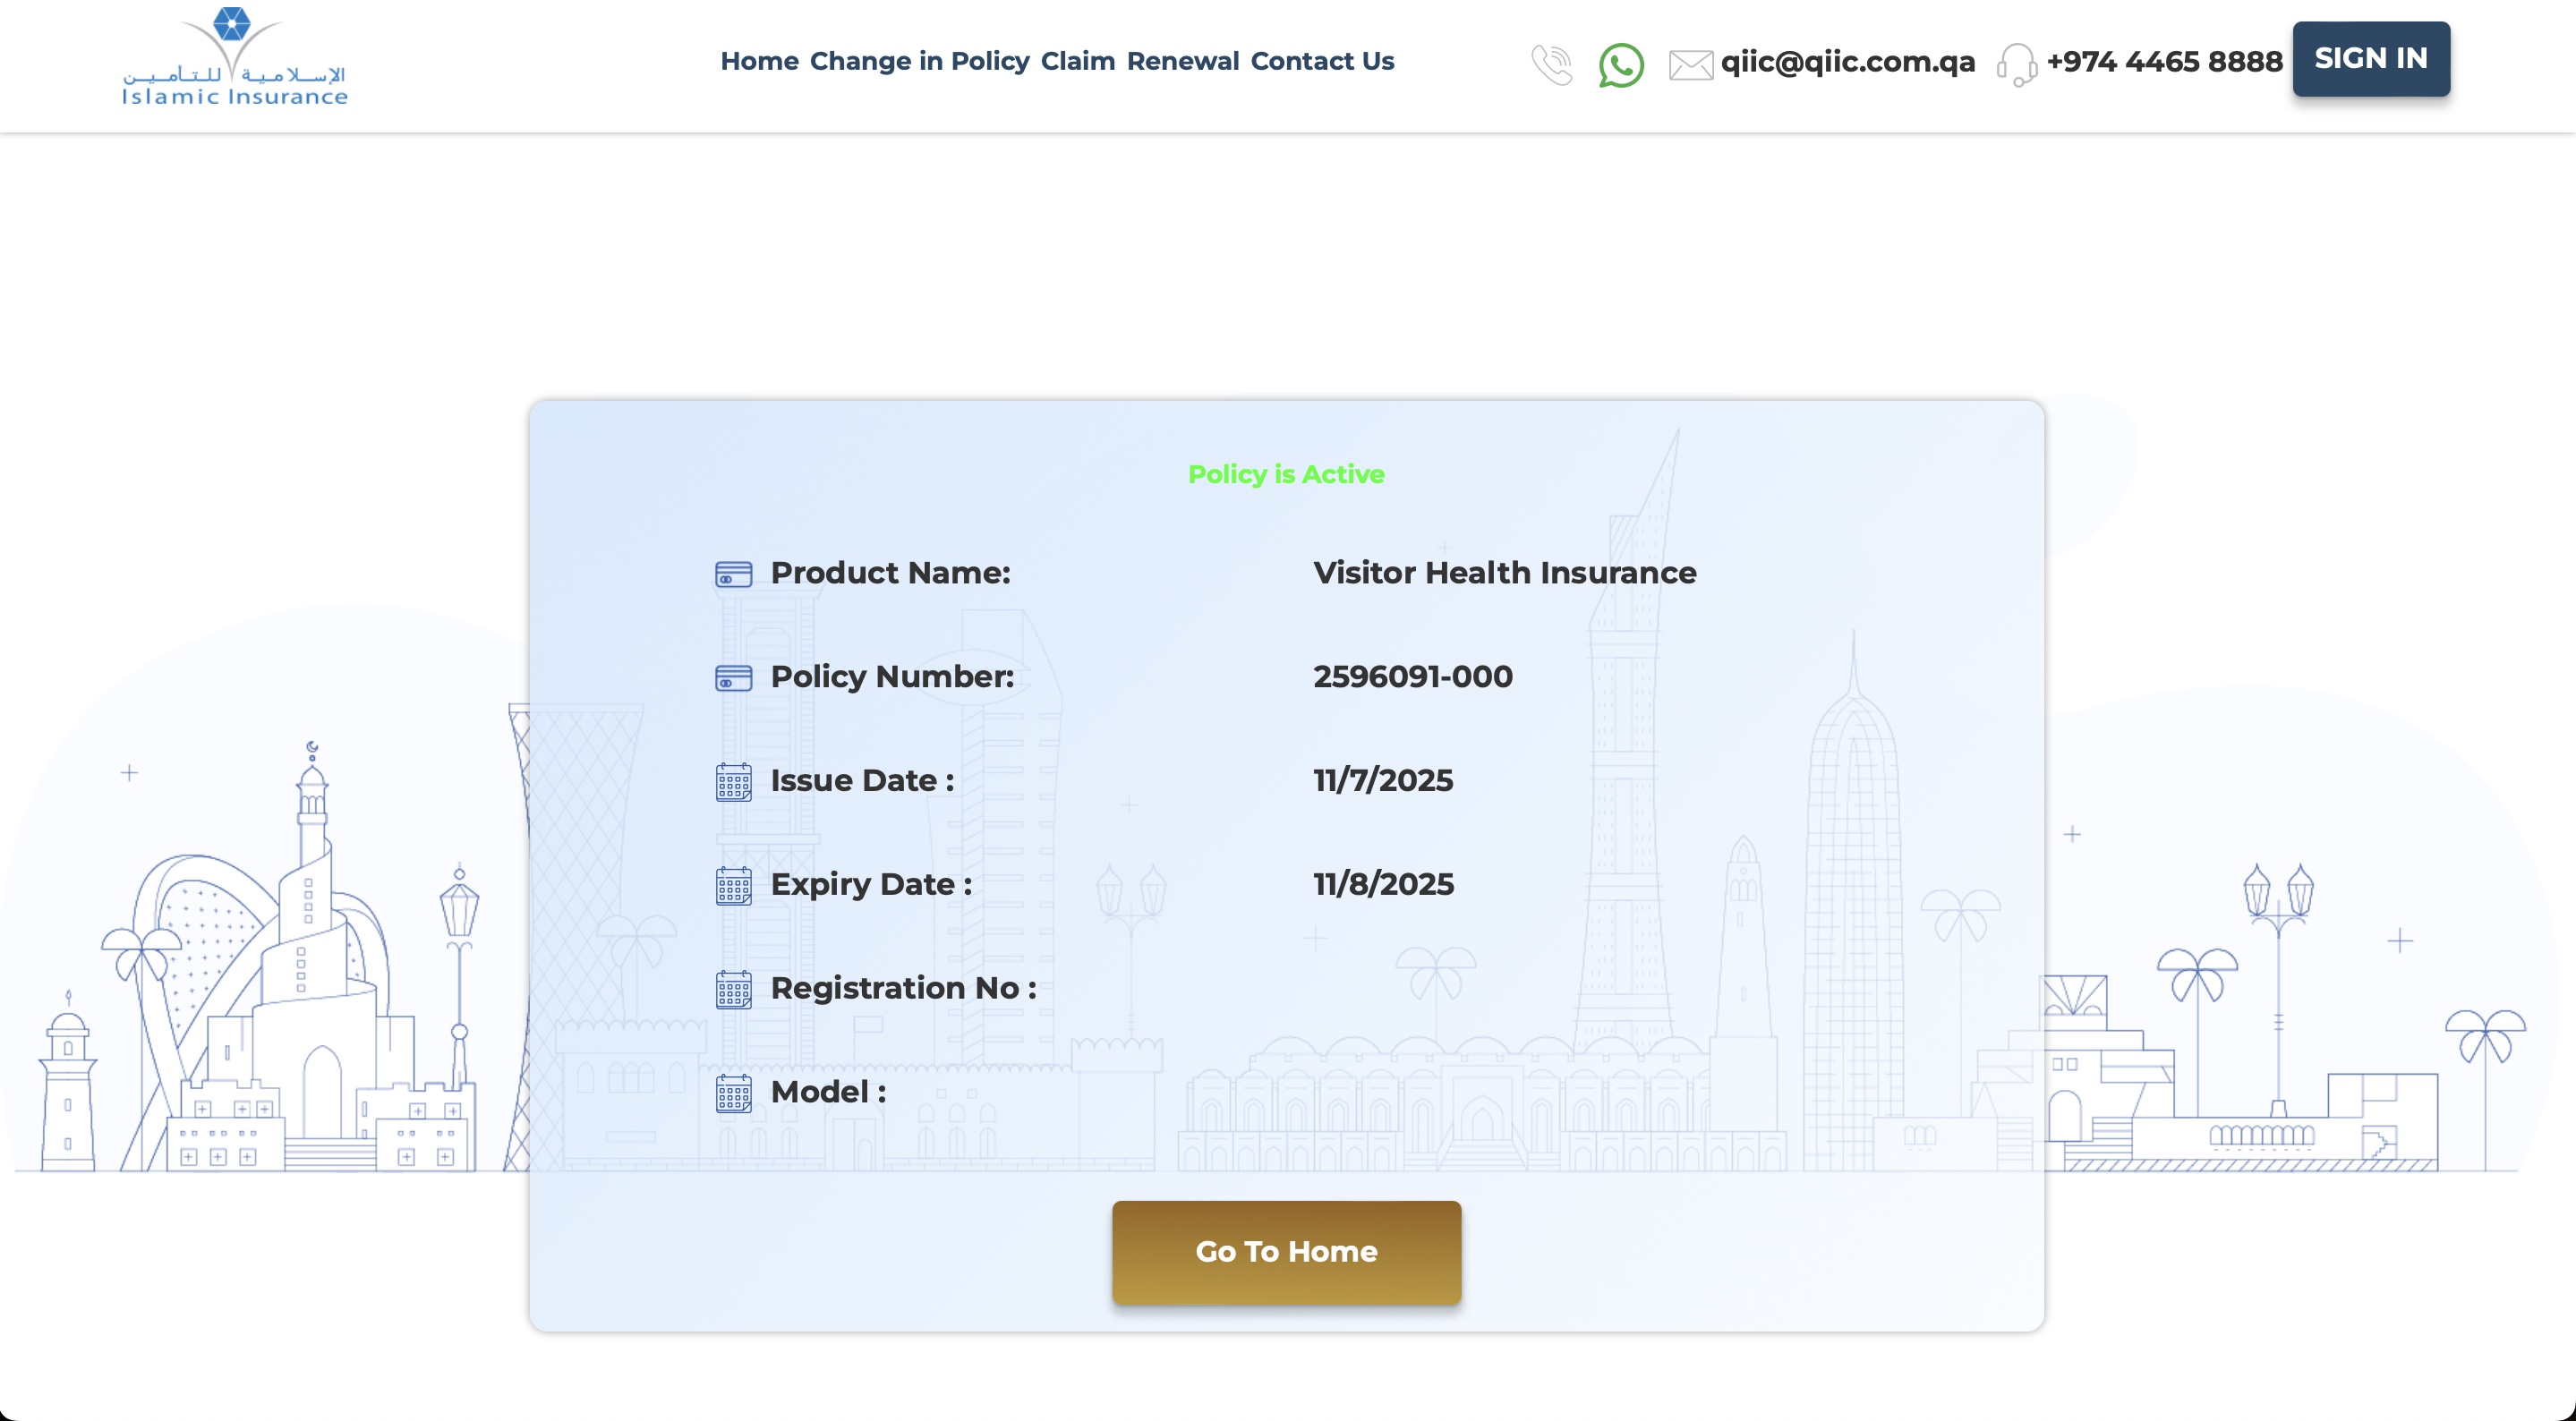 الإسلامية للتأمين
Islamic Insurance
Home Change in Policy Claim Renewal Contact Us
qiic@qiic.com.qa
+974 4465 8888
SIGN IN
Policy is Active
Product Name: Visitor Health Insurance
Policy Number: 2596091-000
Issue Date : 11/7/2025
Expiry Date : 11/8/2025
Registration No :
Model :
Go To Home